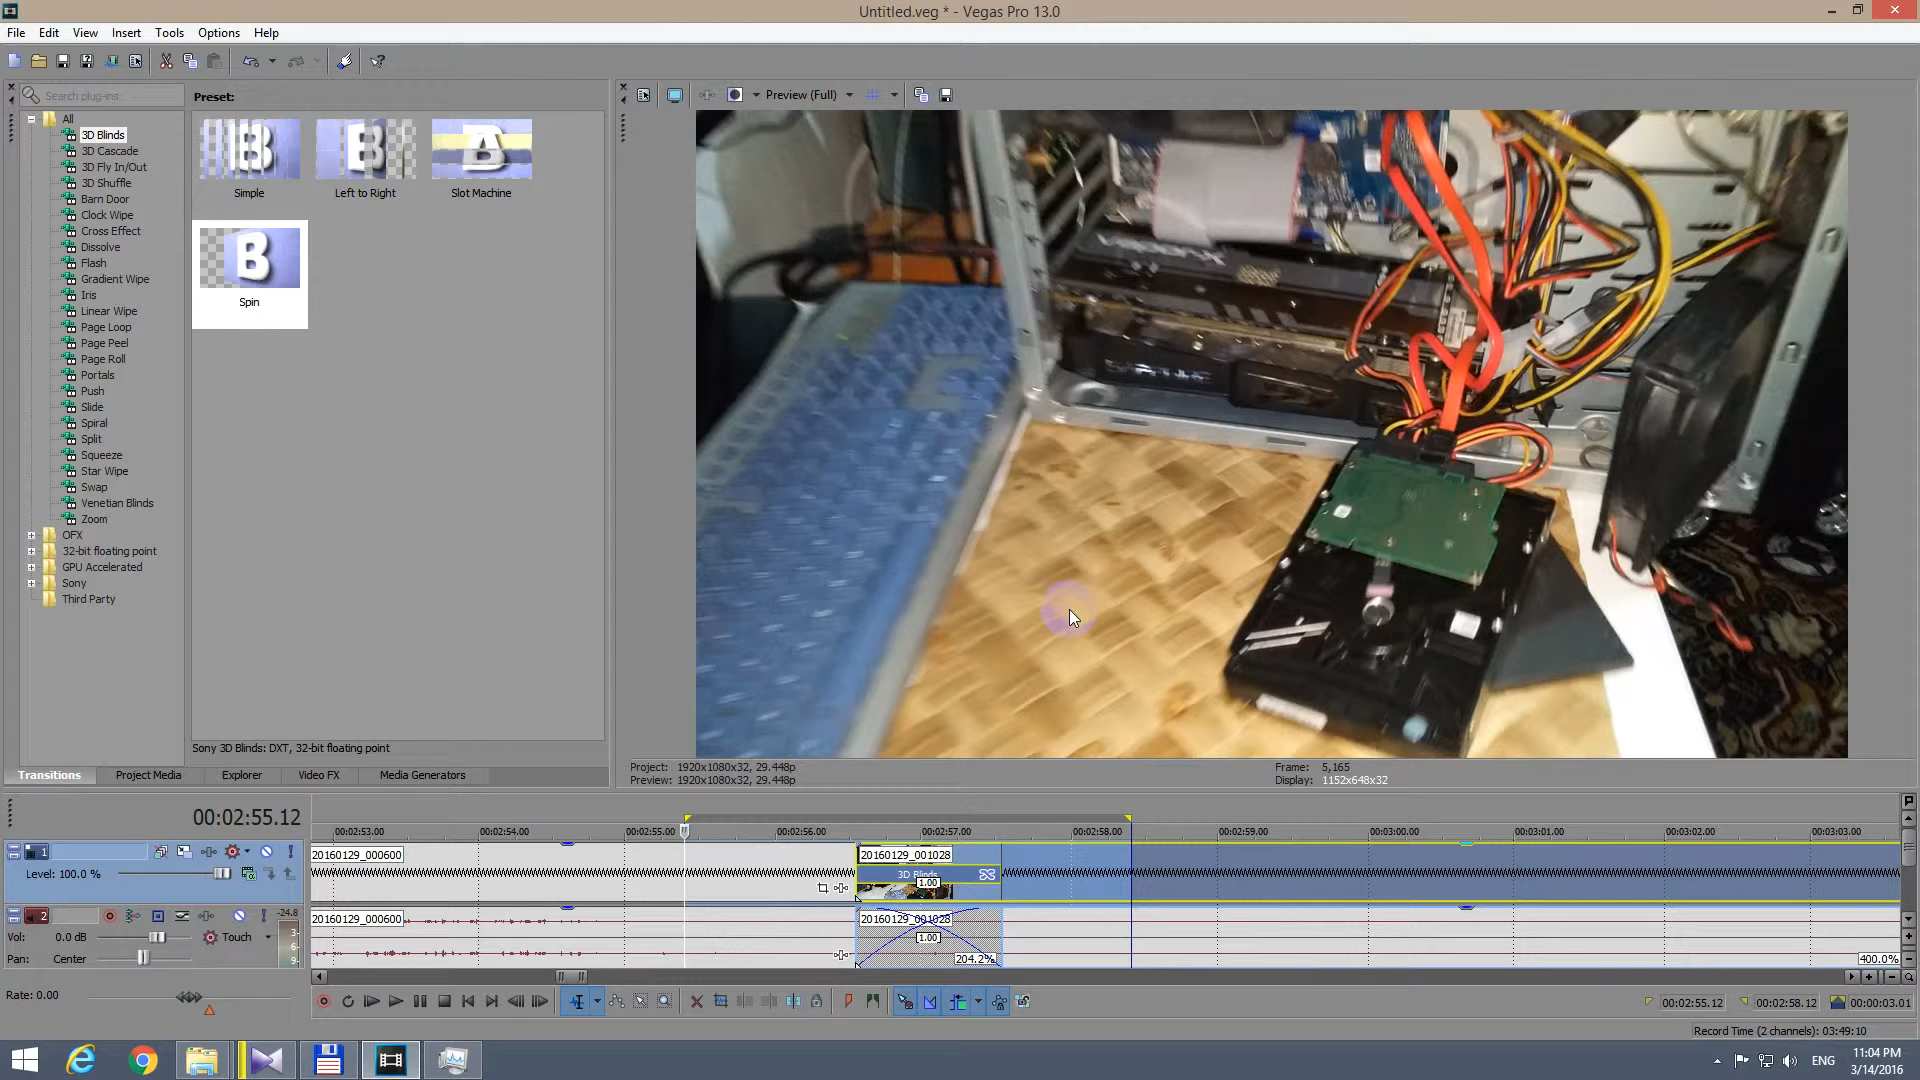 Untitled.veg * - Vegas Pro 13.0
File Edit View Insert Tools Options Help
Search plug-ins:
Preset:
Preview (Full)
All
3D Blinds
3D Cascade
3D Fly In/Out
3D Shuffle
Barn Door
Clock Wipe
Cross Effect
Dissolve
Flash
Gradient Wipe
Iris
Linear Wipe
Page Loop
Page Peel
Page Roll
Portals
Push
Slide
Spiral
Split
Squeeze
Star Wipe
Swap
Venetian Blinds
Zoom
OFX
32-bit floating point
GPU Accelerated
Sony
Third Party
Simple
Left to Right
Slot Machine
Spin
Sony 3D Blinds: DXT, 32-bit floating point
Transitions Project Media Explorer Video FX Media Generators
Project: 1920x1080x32, 29.448p
Preview: 1920x1080x32, 29.448p
Frame: 5,165
Display: 1152x648x32
00:02:55.12
00:02:53.00 00:02:54.00 00:02:55.00 00:02:56.00 00:02:57.00 00:02:58.00 00:02:59.00 00:03:00.00 00:03:01.00 00:03:02.00 00:03:03.00
1
Level: 100.0 %
20160129_000600
20160129_001028
3D Blinds
1.00
2
-24.8
3-
6-
9-
Vol: 0.0 dB
Touch
Pan: Center
20160129_000600
20160129_001028
1.00
204.2%
400.0%
Rate: 0.00
00:02:55.12 00:02:58.12 00:00:03.01
Record Time (2 channels): 03:49:10
ENG
11:04 PM
3/14/2016